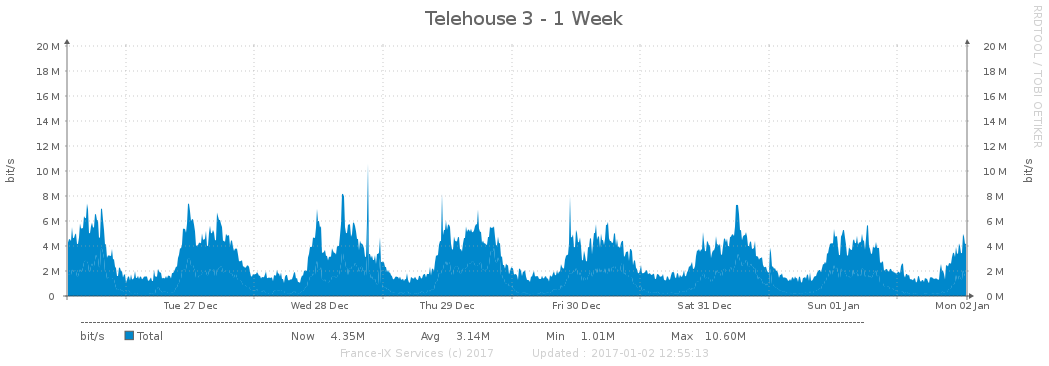 Telehouse 3 - 1 Week
RRDTOOL / TOBI OETIKER
bit/s
bit/s
20 M 20 M
18 M 18 M
16 M 16 M
14 M 14 M
12 M 12 M
10 M 10 M
8 M 8 M
6 M 6 M
4 M 4 M
2 M 2 M
0 0 M
Tue 27 Dec Wed 28 Dec Thu 29 Dec Fri 30 Dec Sat 31 Dec Sun 01 Jan Mon 02 Jan
bit/s Total Now 4.35M Avg 3.14M Min 1.01M Max 10.60M
France-IX Services (c) 2017 Updated : 2017-01-02 12:55:13